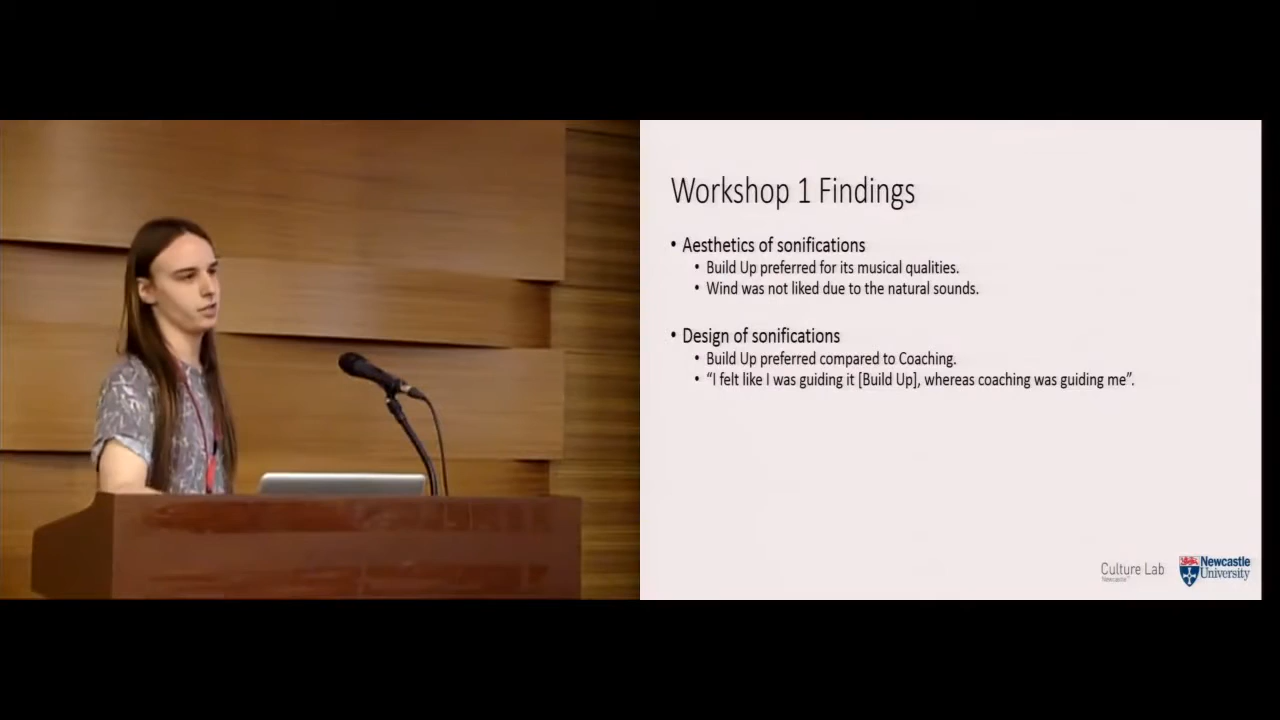 Workshop 1 Findings
• Aesthetics of sonifications
• Build Up preferred for its musical qualities.
• Wind was not liked due to the natural sounds.
• Design of sonifications
• Build Up preferred compared to Coaching.
• “I felt like I was guiding it [Build Up], whereas coaching was guiding me”.
Culture Lab
Newcastle
Newcastle
University